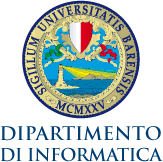 SIGILLUM UNIVERSITATIS BARENSIS
MCMXXV
DIPARTIMENTO
DI INFORMATICA